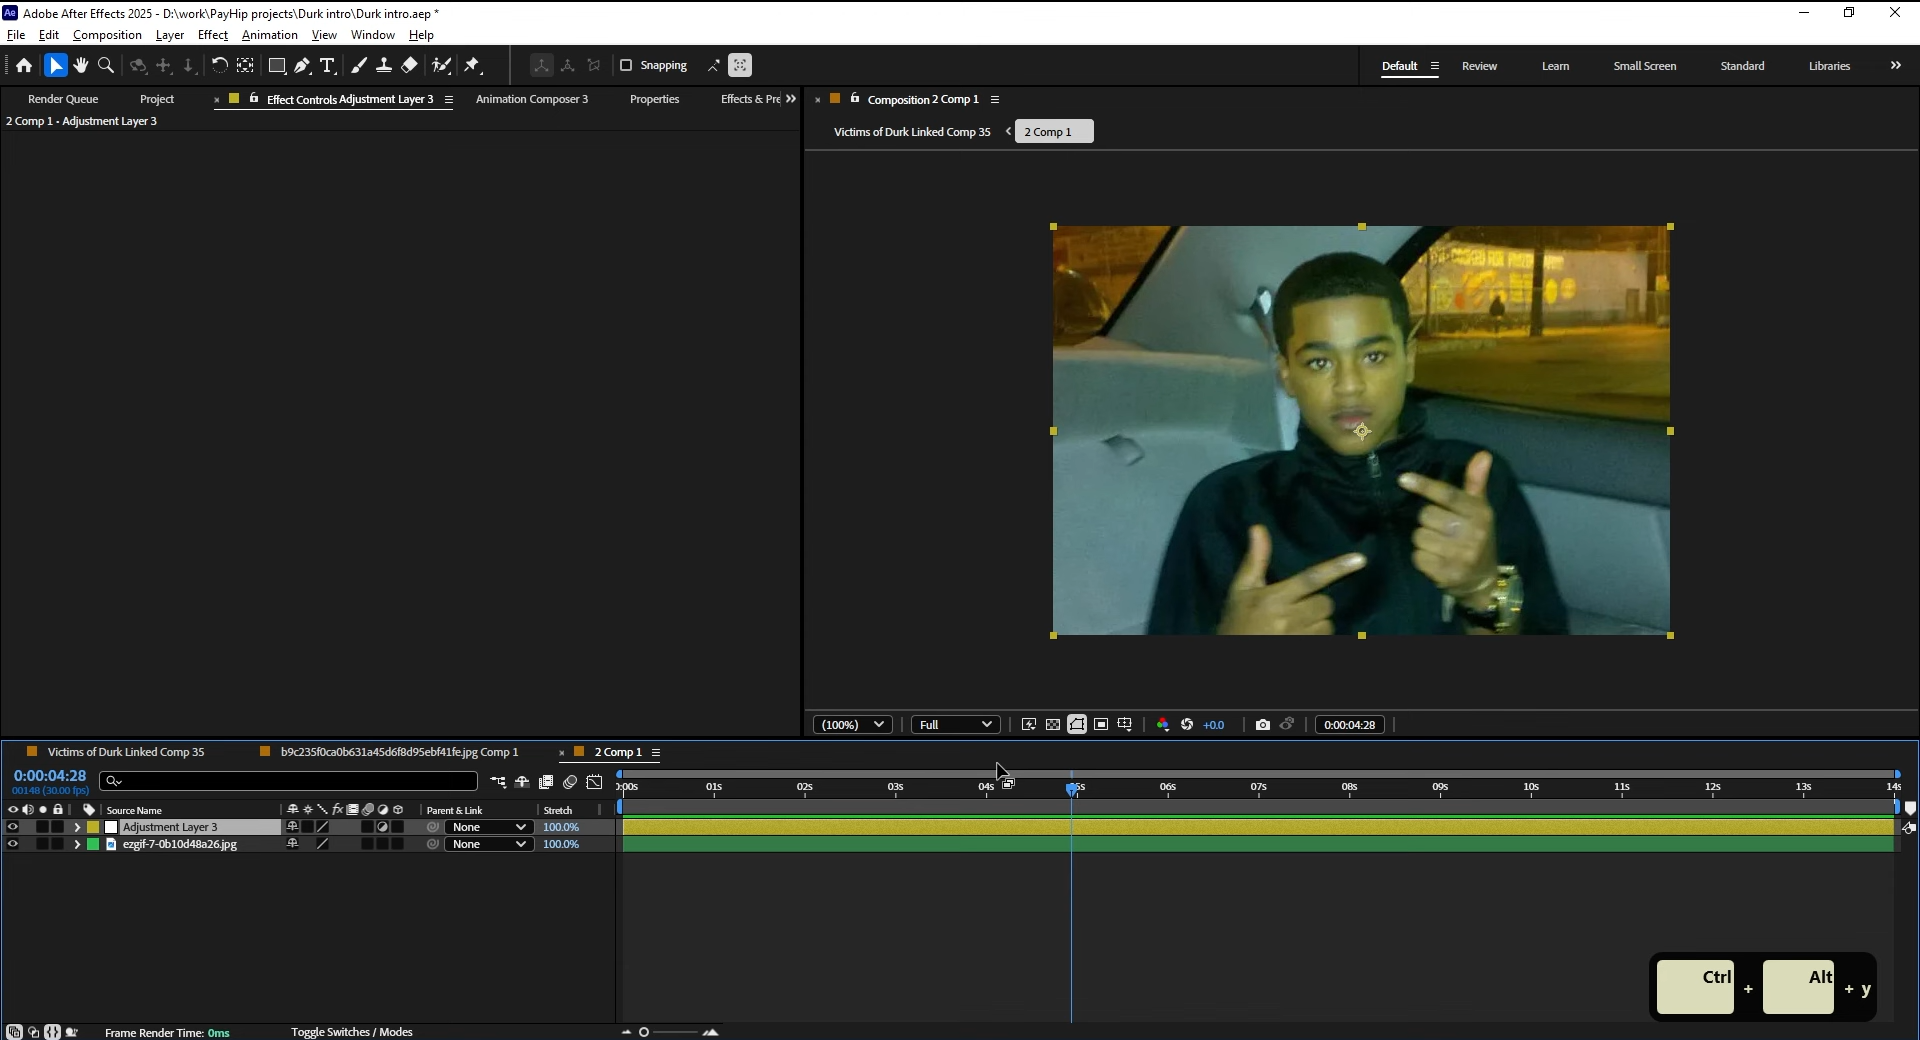 Adobe After Effects 2025 - D:\work\PayHip projects\Durk intro\Durk intro.aep *
File Edit Composition Layer Effect Animation View Window Help
Snapping Default Review Learn Small Screen Standard Libraries
Render Queue Project Effect Controls Adjustment Layer 3 Animation Composer 3 Properties Effects & Pre
Composition 2 Comp 1
2 Comp 1 • Adjustment Layer 3
Victims of Durk Linked Comp 35 2 Comp 1
(100%) Full +0.0 0:00:04:28
Victims of Durk Linked Comp 35 b9c235f0ca0b631a45d6f8d95ebf41fe.jpg Comp 1 2 Comp 1
0:00:04:28
00148 (30.00 fps)
0:00s 01s 02s 03s 04s 05s 06s 07s 08s 09s 10s 11s 12s 13s 14s
Source Name Parent & Link Stretch
Adjustment Layer 3 None 100.0%
ezgif-7-0b10d48a26.jpg None 100.0%
Ctrl + Alt + y
Frame Render Time: 0ms Toggle Switches / Modes